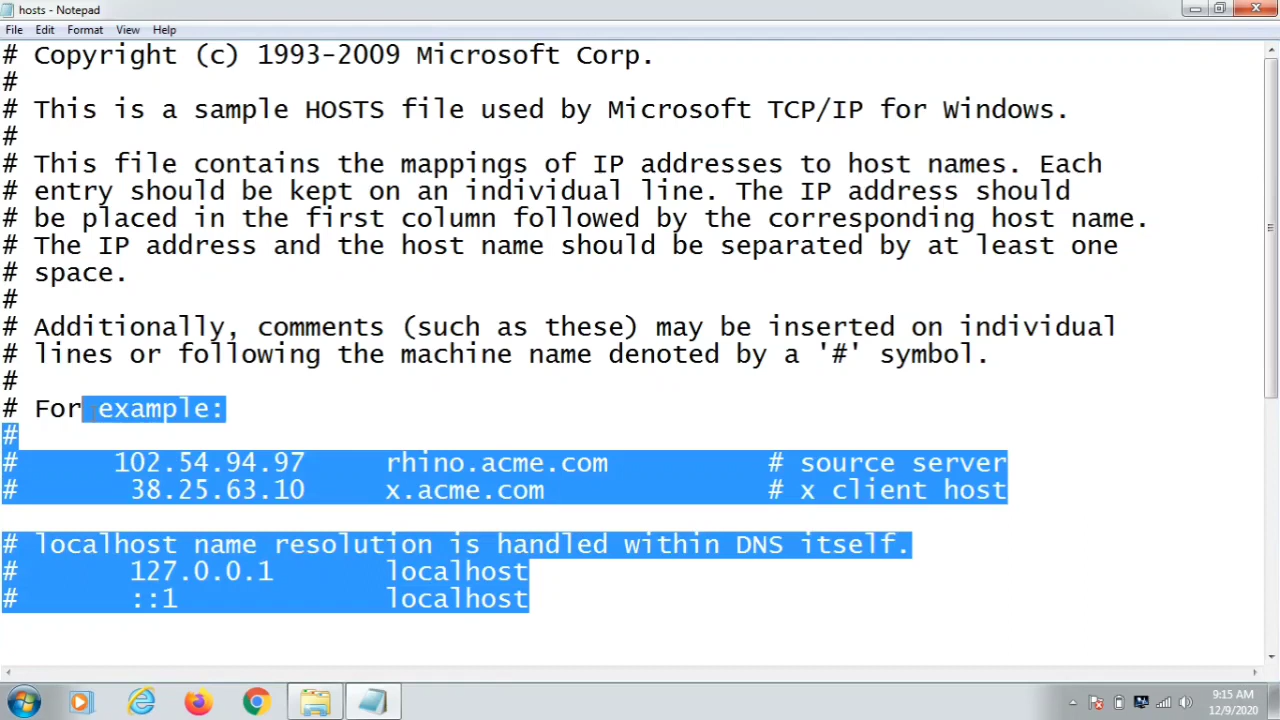 hosts - Notepad
File Edit Format View Help
# Copyright (c) 1993-2009 Microsoft Corp.
#
# This is a sample HOSTS file used by Microsoft TCP/IP for Windows.
#
# This file contains the mappings of IP addresses to host names. Each
# entry should be kept on an individual line. The IP address should
# be placed in the first column followed by the corresponding host name.
# The IP address and the host name should be separated by at least one
# space.
#
# Additionally, comments (such as these) may be inserted on individual
# lines or following the machine name denoted by a '#' symbol.
#
# For example:
#
# 102.54.94.97 rhino.acme.com # source server
# 38.25.63.10 x.acme.com # x client host
# localhost name resolution is handled within DNS itself.
# 127.0.0.1 localhost
# ::1 localhost
9:15 AM
12/9/2020